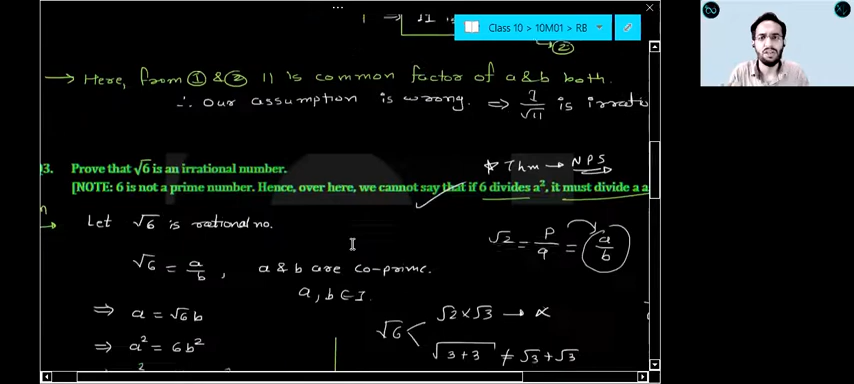 Class 10 > 10M01 > RB
②
→ Here, from ① & ② 11 is common factor of a & b both.
∴ our assumption is wrong. ⇒ 1/√11 is irratio
Q3. Prove that √6 is an irrational number.
* Thm → NPS
[NOTE: 6 is not a prime number. Hence, over here, we cannot say that if 6 divides a², it must divide a a
Let √6 is rational no.
√2 = p/q = a/b
√6 = a/b , a & b are co-prime.
a, b ∈ I.
⇒ a = √6 b
√6 < √2 × √3 → ×
⇒ a² = 6b²
√3+3 ≠ √3 + √3